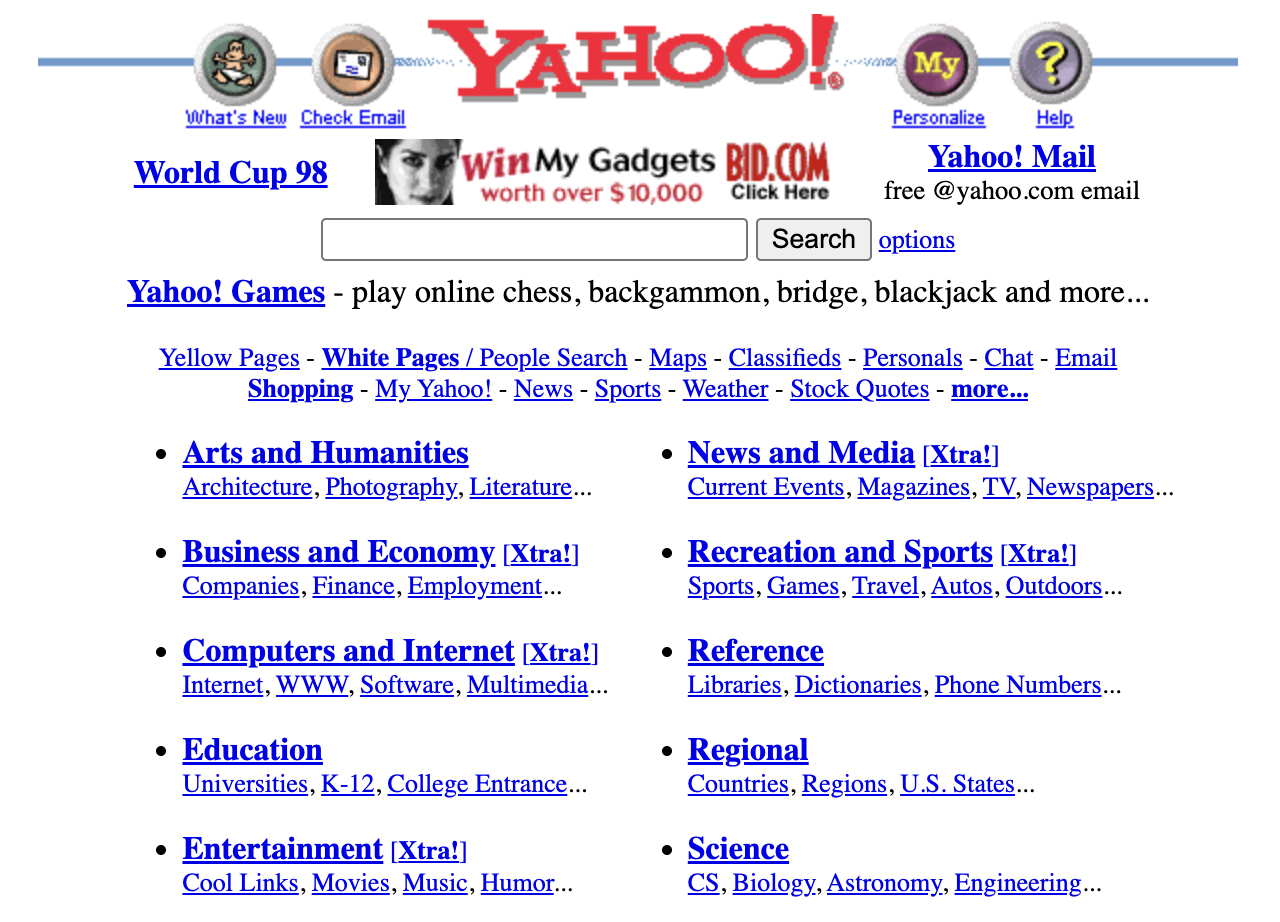 YAHOO!®
My
?
What's New Check Email Personalize Help
World Cup 98
Win My Gadgets
worth over $10,000
BID.COM
Click Here
Yahoo! Mail
free @yahoo.com email
Search options
Yahoo! Games - play online chess, backgammon, bridge, blackjack and more...
Yellow Pages - White Pages / People Search - Maps - Classifieds - Personals - Chat - Email
Shopping - My Yahoo! - News - Sports - Weather - Stock Quotes - more...
• Arts and Humanities
Architecture, Photography, Literature...
• Business and Economy [Xtra!]
Companies, Finance, Employment...
• Computers and Internet [Xtra!]
Internet, WWW, Software, Multimedia...
• Education
Universities, K-12, College Entrance...
• Entertainment [Xtra!]
Cool Links, Movies, Music, Humor...
• News and Media [Xtra!]
Current Events, Magazines, TV, Newspapers...
• Recreation and Sports [Xtra!]
Sports, Games, Travel, Autos, Outdoors...
• Reference
Libraries, Dictionaries, Phone Numbers...
• Regional
Countries, Regions, U.S. States...
• Science
CS, Biology, Astronomy, Engineering...